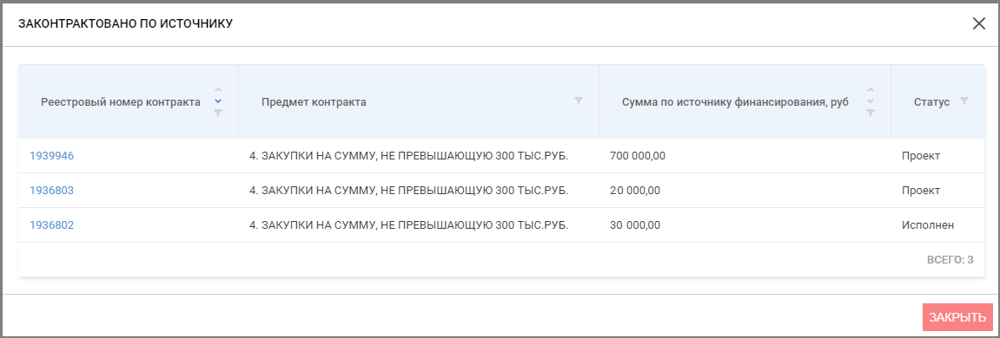 ЗАКОНТРАКТОВАНО ПО ИСТОЧНИКУ
Реестровый номер контракта Предмет контракта Сумма по источнику финансирования, руб Статус
1939946 4. ЗАКУПКИ НА СУММУ, НЕ ПРЕВЫШАЮЩУЮ 300 ТЫС.РУБ. 700 000,00 Проект
1936803 4. ЗАКУПКИ НА СУММУ, НЕ ПРЕВЫШАЮЩУЮ 300 ТЫС.РУБ. 20 000,00 Проект
1936802 4. ЗАКУПКИ НА СУММУ, НЕ ПРЕВЫШАЮЩУЮ 300 ТЫС.РУБ. 30 000,00 Исполнен
ВСЕГО: 3
ЗАКРЫТЬ